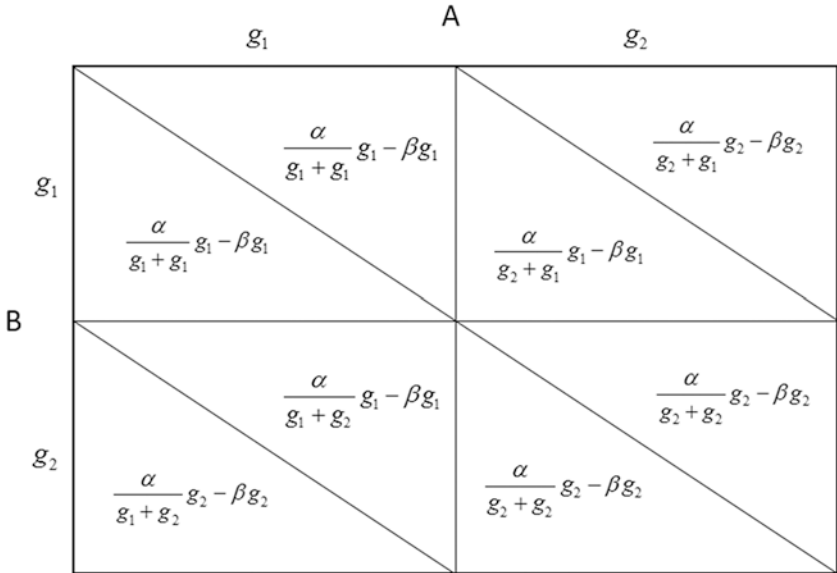 A
g₁ g₂
α/(g₁ + g₁) g₁ − βg₁
α/(g₂ + g₁) g₂ − βg₂
g₁
α/(g₁ + g₁) g₁ − βg₁
α/(g₂ + g₁) g₁ − βg₁
B
α/(g₁ + g₂) g₁ − βg₁
α/(g₂ + g₂) g₂ − βg₂
g₂
α/(g₁ + g₂) g₂ − βg₂
α/(g₂ + g₂) g₂ − βg₂